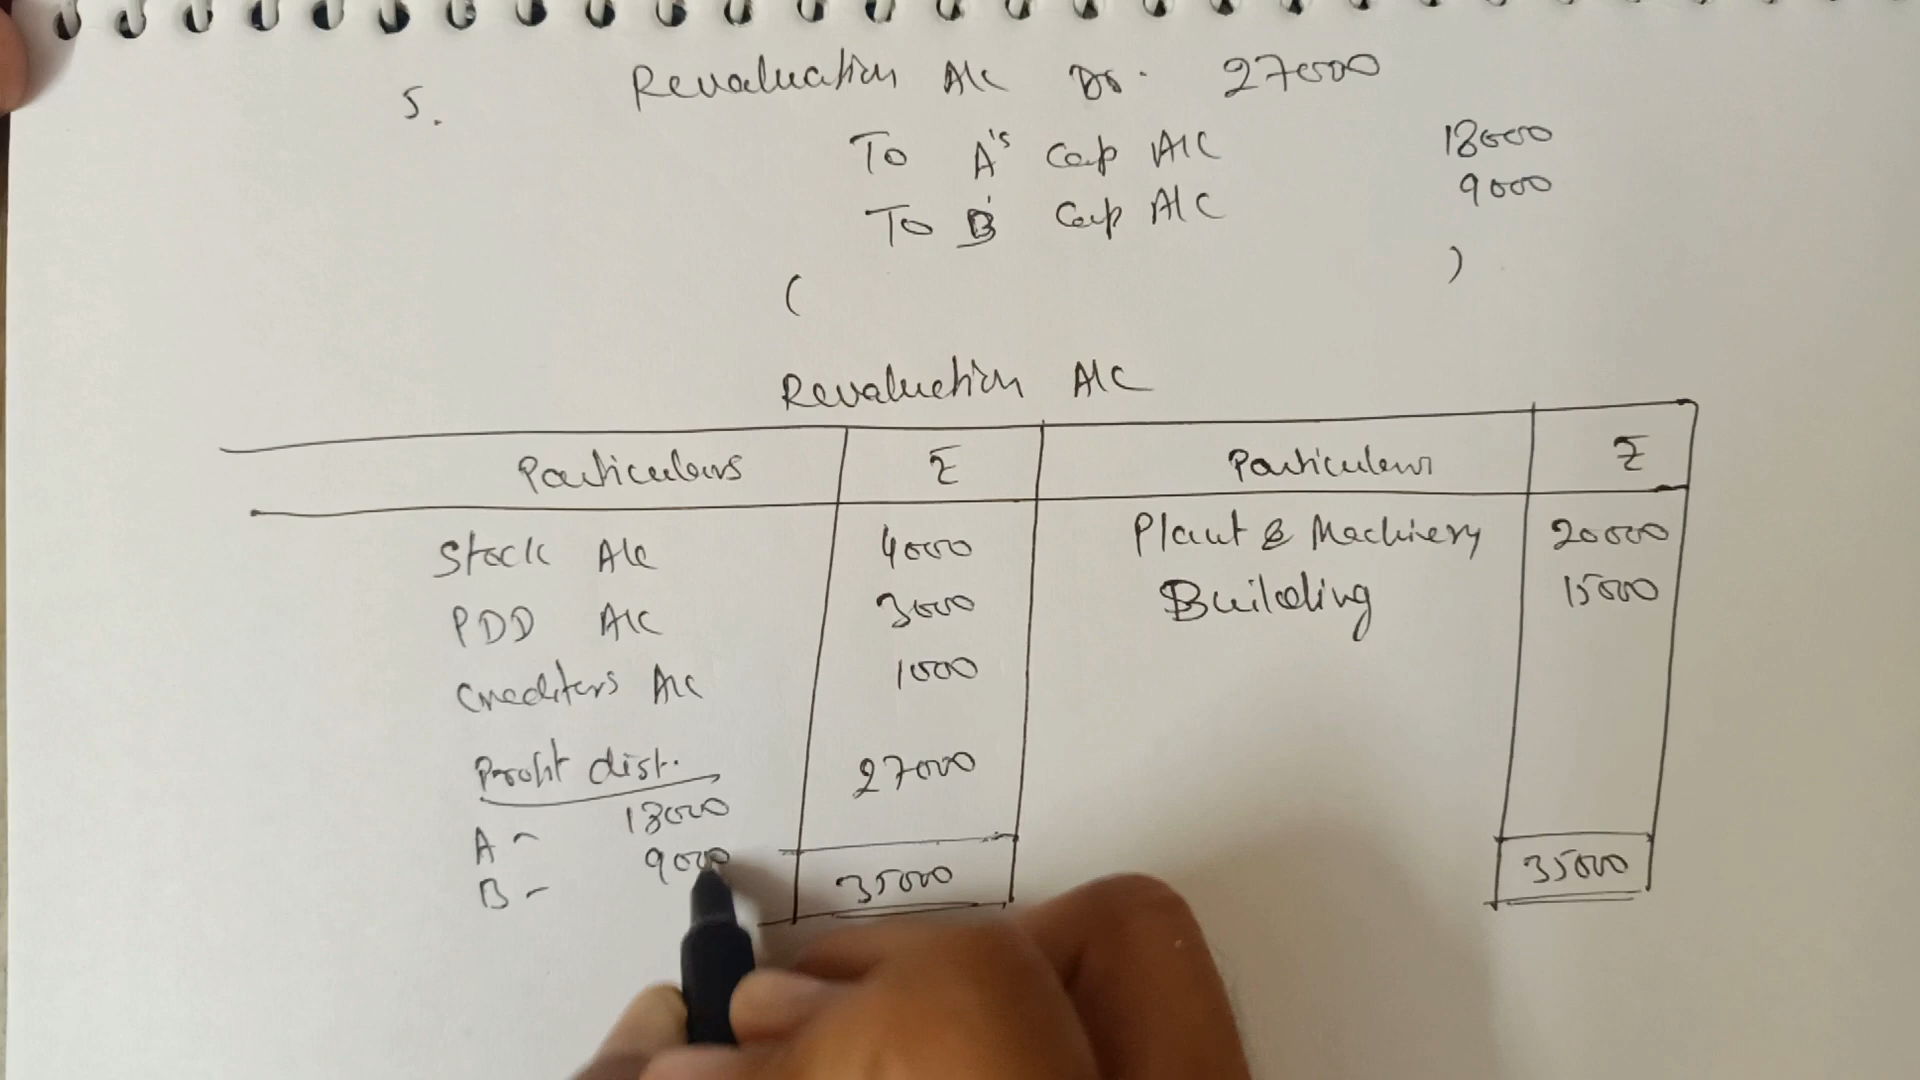 5. Revaluation A/c Dr. 27000
To A's Cap A/C 18000
To B' Cap A/C 9000
( )
Revaluation A/C
Particulars ₹ Particulars ₹
Stock A/c 4000 Plant & Machinery 20000
PDD A/c 3000 Building 15000
Creditors A/c 1000
Profit dist. 27000
A - 18000
B - 9000
35000 35000